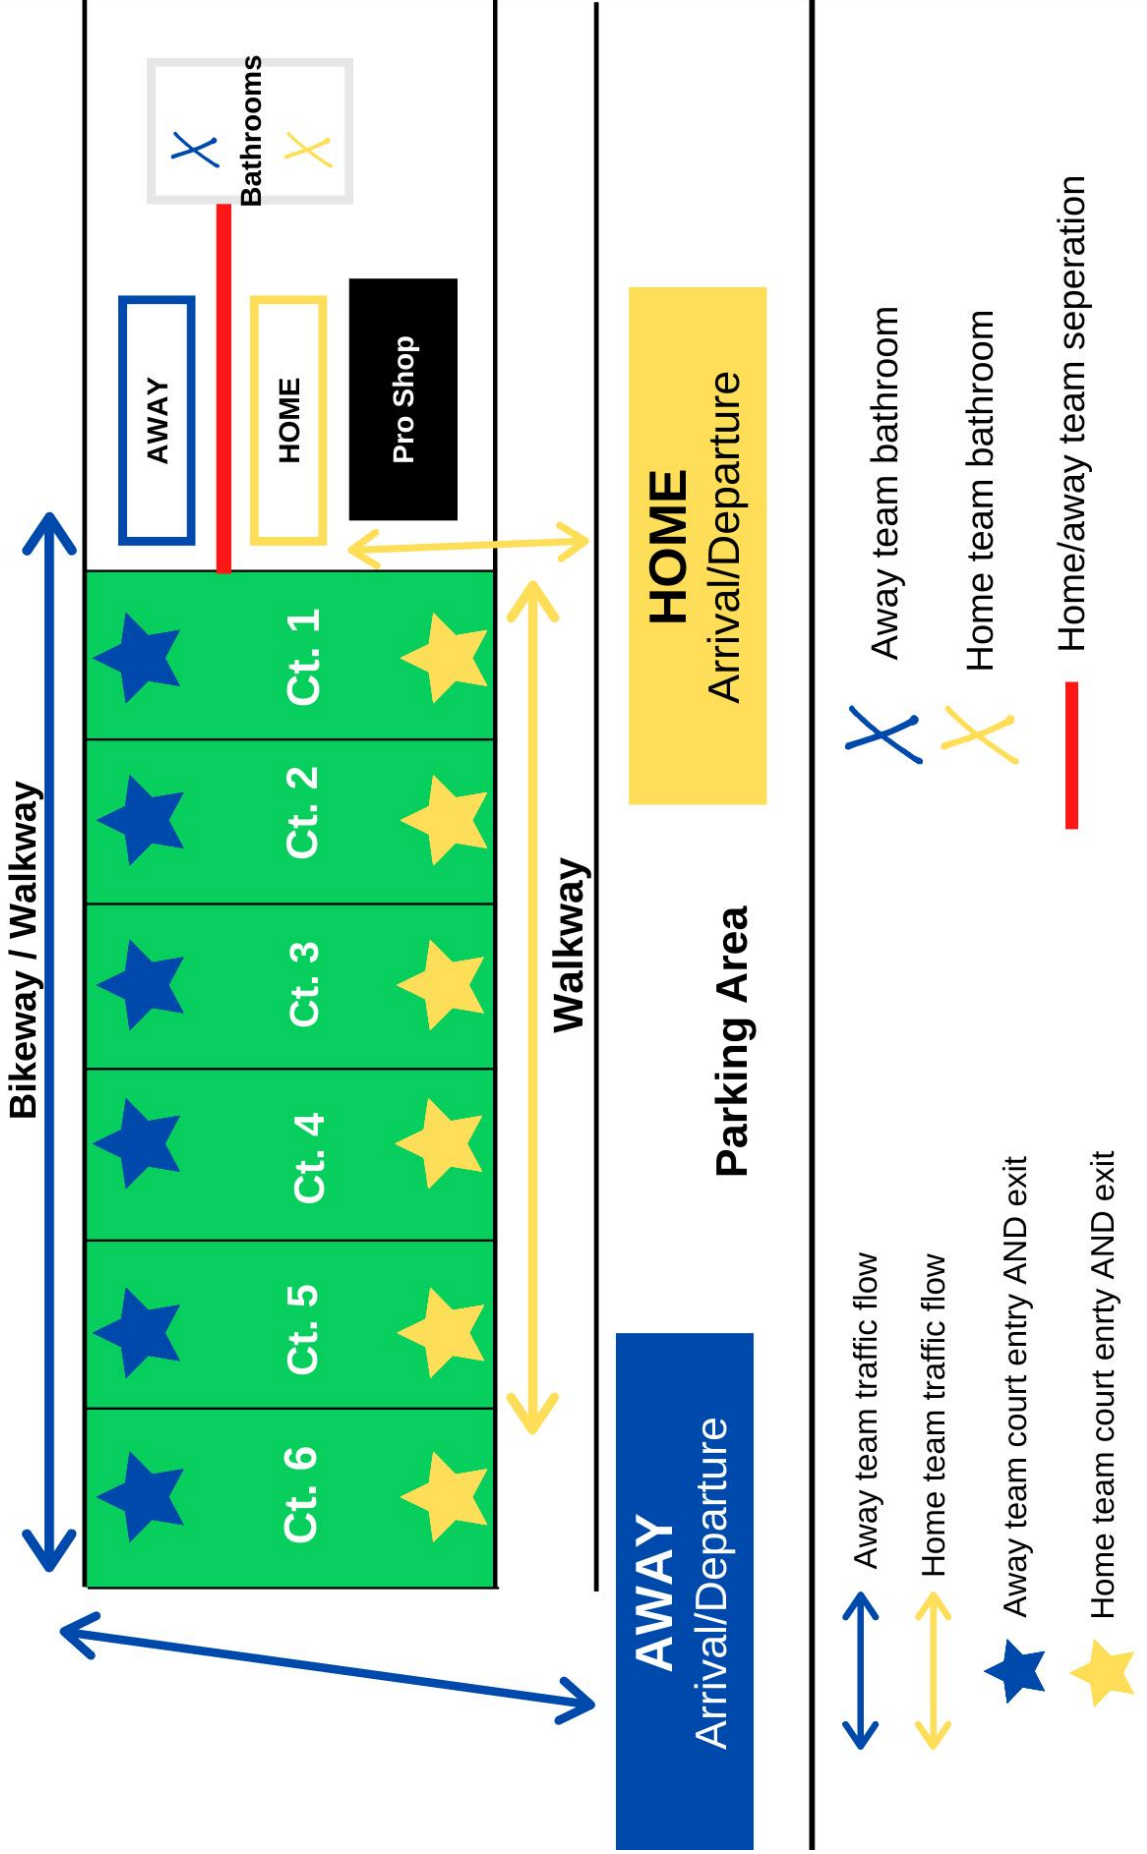 Bikeway / Walkway
Ct. 6
Ct. 5
Ct. 4
Ct. 3
Ct. 2
Ct. 1
AWAY
HOME
Pro Shop
Bathrooms
Walkway
AWAY
Arrival/Departure
Parking Area
HOME
Arrival/Departure
Away team traffic flow
Home team traffic flow
Away team court entry AND exit
Home team court enrty AND exit
Away team bathroom
Home team bathroom
Home/away team seperation